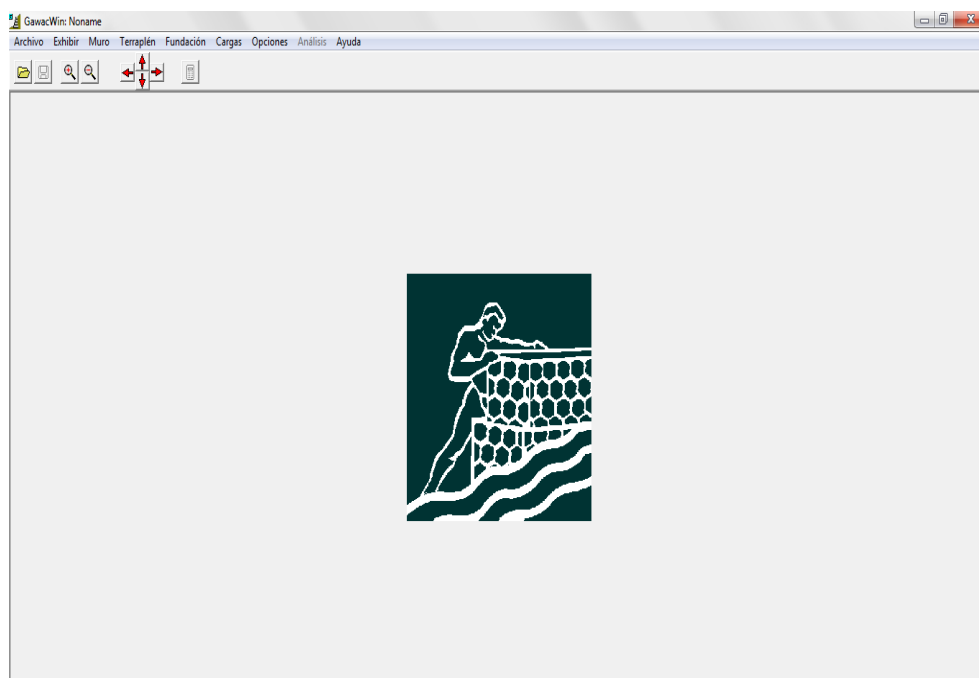 GawacWin: Noname
Archivo Exhibir Muro Terraplén Fundación Cargas Opciones Análisis Ayuda